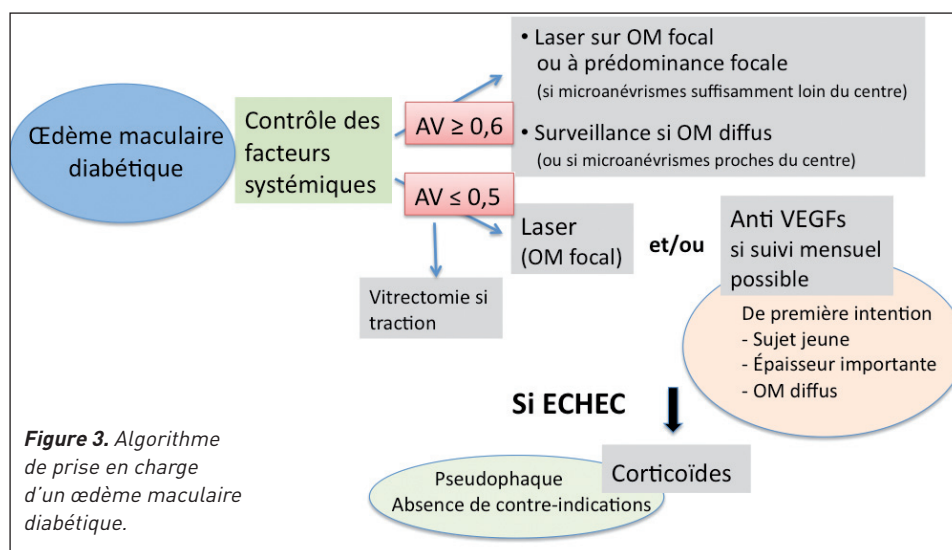 Œdème maculaire
diabétique
Contrôle des
facteurs
systémiques
AV ≥ 0,6
• Laser sur OM focal
ou à prédominance focale
(si microanévrismes suffisamment loin du centre)
• Surveillance si OM diffus
(ou si microanévrismes proches du centre)
AV ≤ 0,5
Laser
(OM focal)
et/ou
Anti VEGFs
si suivi mensuel
possible
Vitrectomie si
traction
De première intention
- Sujet jeune
- Épaisseur importante
- OM diffus
Si ECHEC
Corticoïdes
Pseudophaque
Absence de contre-indications
Figure 3. Algorithme
de prise en charge
d'un œdème maculaire
diabétique.